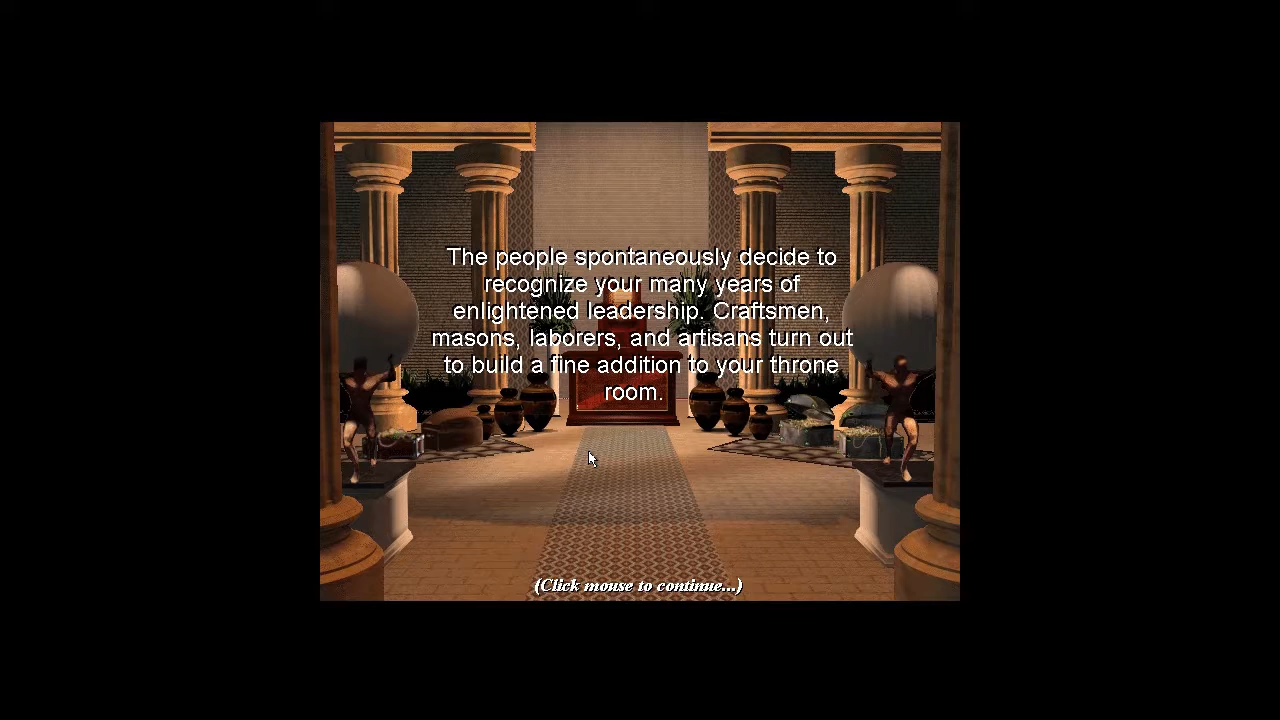 The people spontaneously decide to
recognize your many years of
enlightened leadership. Craftsmen,
masons, laborers, and artisans turn out
to build a fine addition to your throne
room.
(Click mouse to continue...)